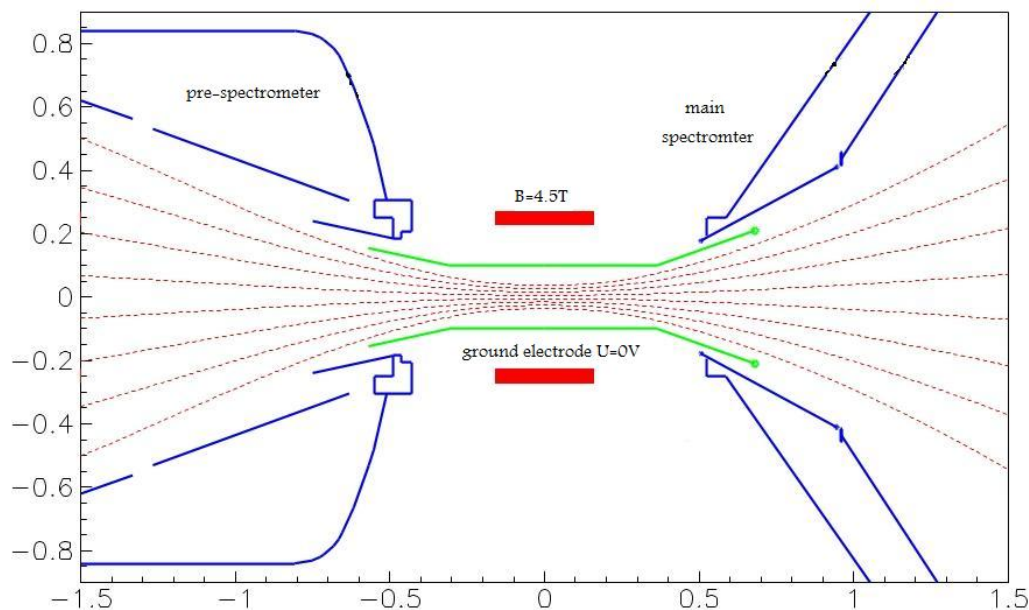 0.8
pre-spectrometer
main
spectromter
0.6
0.4
B=4.5T
0.2
0
ground electrode U=0V
−0.2
−0.4
−0.6
−0.8
−1.5 −1 −0.5 0 0.5 1 1.5